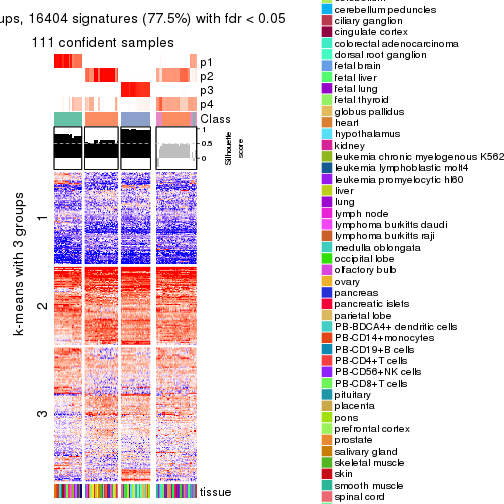 ups, 16404 signatures (77.5%) with fdr < 0.05
111 confident samples
p1
p2
p3
p4
Class
1
0.5
0
Silhouette
score
k-means with 3 groups
1
2
3
tissue
cerebellum peduncles
ciliary ganglion
cingulate cortex
colorectal adenocarcinoma
dorsal root ganglion
fetal brain
fetal liver
fetal lung
fetal thyroid
globus pallidus
heart
hypothalamus
kidney
leukemia chronic myelogenous K562
leukemia lymphoblastic molt4
leukemia promyelocytic hl60
liver
lung
lymph node
lymphoma burkitts daudi
lymphoma burkitts raji
medulla oblongata
occipital lobe
olfactory bulb
ovary
pancreas
pancreatic islets
parietal lobe
PB-BDCA4+ dendritic cells
PB-CD14+monocytes
PB-CD19+B cells
PB-CD4+T cells
PB-CD56+NK cells
PB-CD8+T cells
pituitary
placenta
pons
prefrontal cortex
prostate
salivary gland
skeletal muscle
skin
smooth muscle
spinal cord